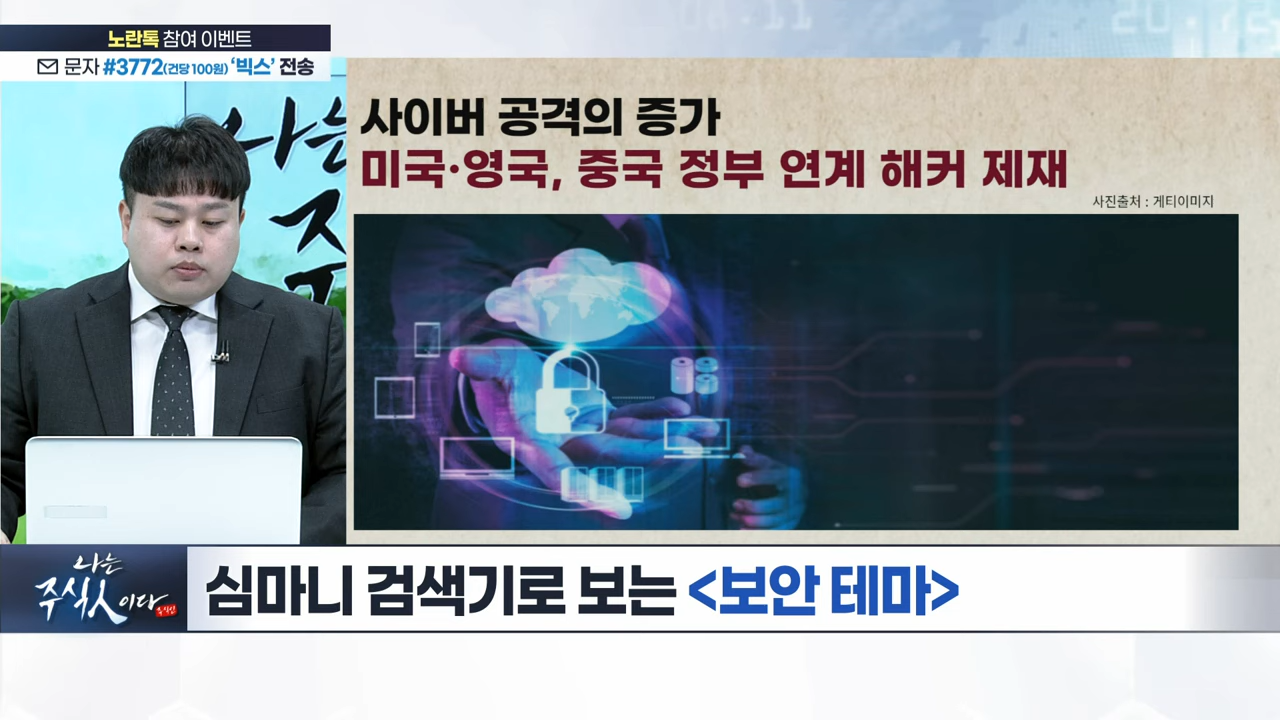 노란톡 참여 이벤트
문자 #3772(건당 100원) '빅스' 전송
사이버 공격의 증가
미국·영국, 중국 정부 연계 해커 제재
사진출처 : 게티이미지
나는
주식인이다
심마니 검색기로 보는 <보안 테마>